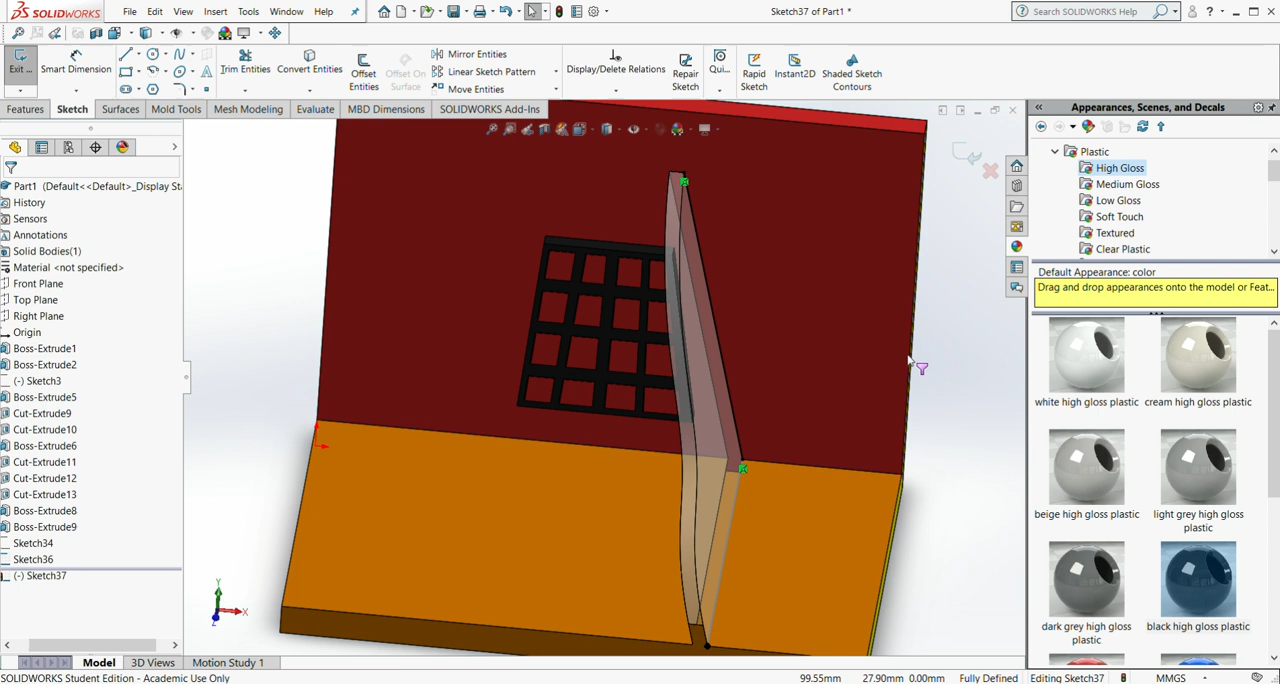 SOLIDWORKS File Edit View Insert Tools Window Help Sketch37 of Part1 * Search SOLIDWORKS Help
Exit ... Smart Dimension Trim Entities Convert Entities Offset Entities Offset On Surface Mirror Entities Linear Sketch Pattern Move Entities Display/Delete Relations Repair Sketch Qui... Rapid Sketch Instant2D Shaded Sketch Contours
Features Sketch Surfaces Mold Tools Mesh Modeling Evaluate MBD Dimensions SOLIDWORKS Add-Ins
Part1 (Default<<Default>_Display Sta
History
Sensors
Annotations
Solid Bodies(1)
Material <not specified>
Front Plane
Top Plane
Right Plane
Origin
Boss-Extrude1
Boss-Extrude2
(-) Sketch3
Boss-Extrude5
Cut-Extrude9
Cut-Extrude10
Boss-Extrude6
Cut-Extrude11
Cut-Extrude12
Cut-Extrude13
Boss-Extrude8
Boss-Extrude9
Sketch34
Sketch36
(-) Sketch37
Y
X
Z
Appearances, Scenes, and Decals
Plastic
High Gloss
Medium Gloss
Low Gloss
Soft Touch
Textured
Clear Plastic
Default Appearance: color
Drag and drop appearances onto the model or Feat...
white high gloss plastic
cream high gloss plastic
beige high gloss plastic
light grey high gloss plastic
dark grey high gloss plastic
black high gloss plastic
Model 3D Views Motion Study 1
SOLIDWORKS Student Edition - Academic Use Only 99.55mm 27.90mm 0.00mm Fully Defined Editing Sketch37 MMGS